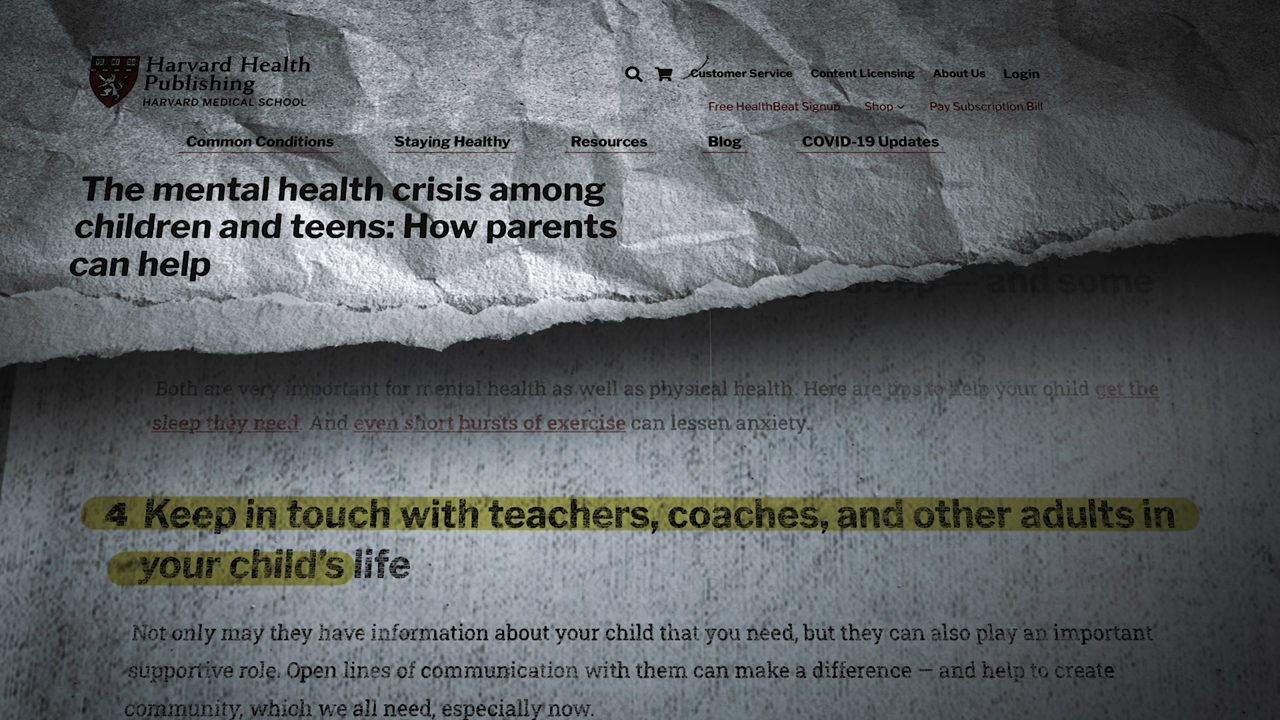 Harvard Health
Publishing
HARVARD MEDICAL SCHOOL
Customer Service Content Licensing About Us Login
Free HealthBeat Signup Shop Pay Subscription Bill
Common Conditions Staying Healthy Resources Blog COVID-19 Updates
The mental health crisis among
children and teens: How parents
can help
sleep — and some
Both are very important for mental health as well as physical health. Here are tips to help your child get the
sleep they need. And even short bursts of exercise can lessen anxiety.
4 Keep in touch with teachers, coaches, and other adults in
your child's life
Not only may they have information about your child that you need, but they can also play an important
supportive role. Open lines of communication with them can make a difference — and help to create
community, which we all need, especially now.